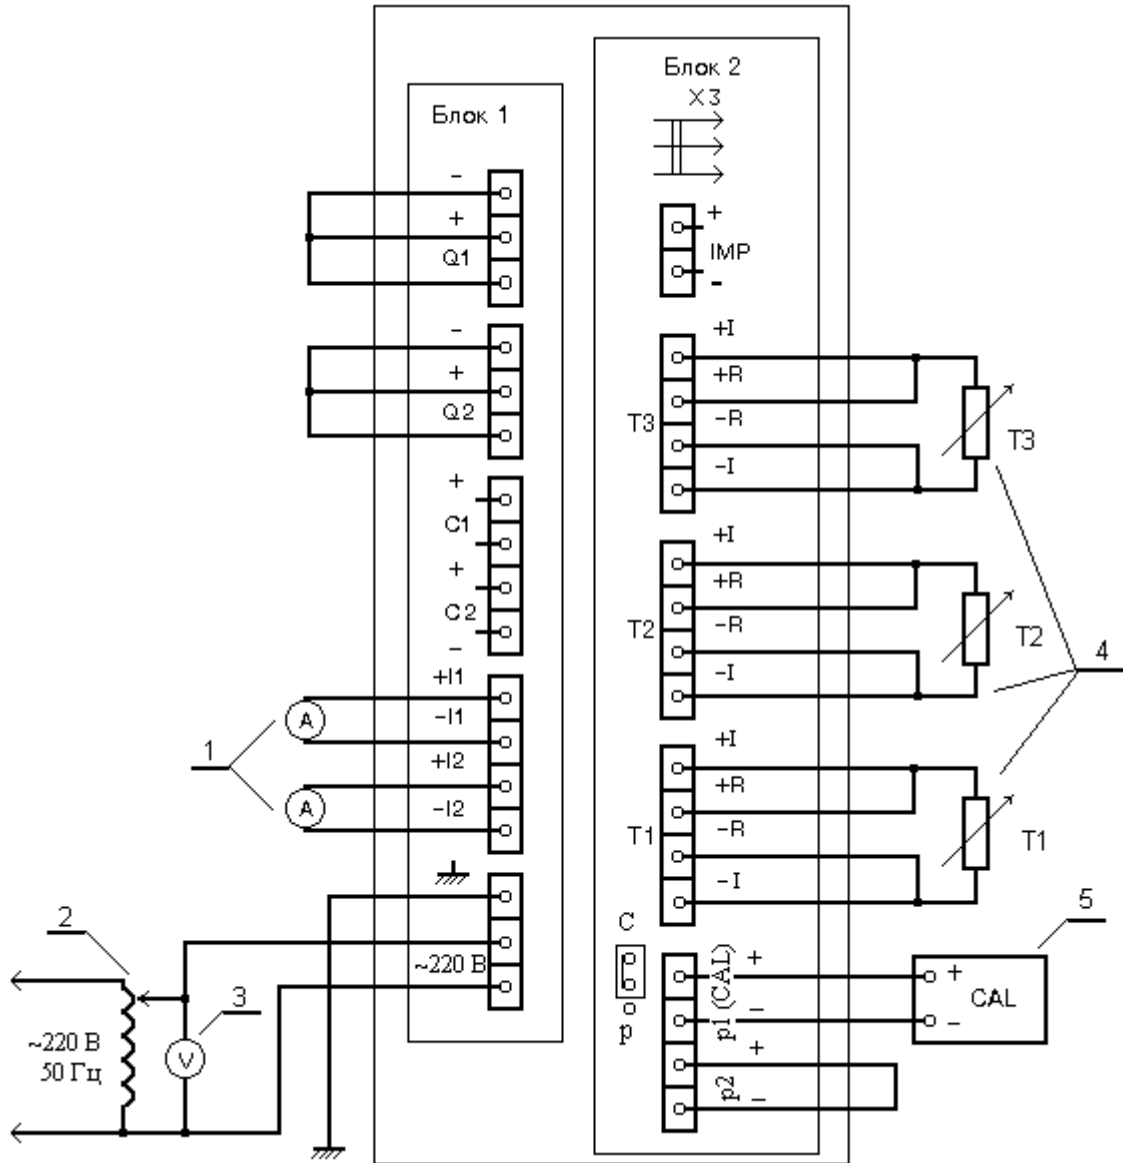 Блок 2
X3
Блок 1
-
+
Q1
+
IMP
-
-
+
Q2
+I
+R
-R
-I
T3
T3
+
C1
+
C2
-
+I
+R
-R
-I
T2
T2
4
+I1
-I1
+I2
-I2
A
A
1
+I
+R
-R
-I
T1
T1
2
~220 В
3
V
~220 В
50 Гц
C
p
p1 (CAL)
+
-
p2
+
-
5
+
CAL
-